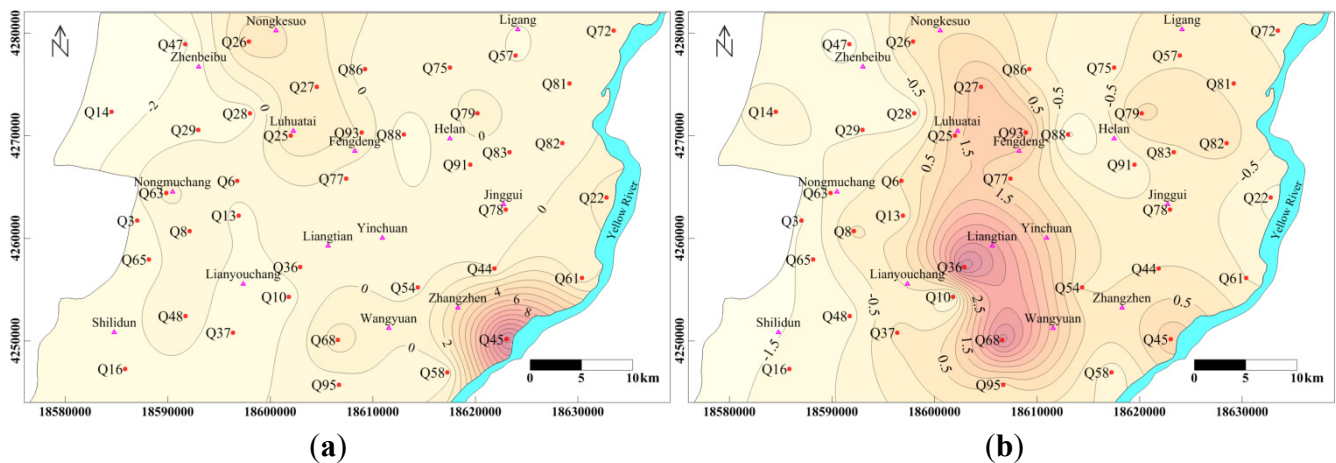 4280000
4270000
4260000
4250000
N
Nongkesuo
Ligang
Q72
Q47
Q26
Zhenbeibu
Q57
Q86
Q75
Q81
Q27
-2
0
0
Q14
Q28
Q79
0
Q29
Q25
Luhuatai
Q93
Q88
Helan
Fengdeng
Q83
Q82
Q91
Nongmuchang
Q63
Q6
Q77
Jinggui
Q22
Q78
0
Q3
Q13
Q8
Yinchuan
Liangtian
Yellow River
Q65
Q36
Q44
Q61
Lianyouchang
Q10
0
Q54
4
Zhangzhen
6
8
Shilidun
Q48
Q37
Q68
Wangyuan
Q45
0
2
Q16
Q95
Q58
0
5
10km
18580000
18590000
18600000
18610000
18620000
18630000
(a)
4280000
4270000
4260000
4250000
N
Nongkesuo
Ligang
Q72
Q47
Q26
Zhenbeibu
Q57
-0.5
Q86
Q75
Q81
Q27
0.5
-0.5
Q14
Q28
Q79
Q29
Luhuatai
Q25
Q93
Q88
Helan
1.5
Fengdeng
Q83
Q82
0.5
Q91
-0.5
Nongmuchang
Q63
Q6
Q77
1.5
Jinggui
Q22
Q78
Q3
Q13
Q8
Yinchuan
Liangtian
Yellow River
Q65
Q36
Q44
Q61
Lianyouchang
Q10
2.5
Q54
-0.5
Zhangzhen
0.5
Shilidun
Q48
Q37
Q68
Wangyuan
Q45
-1.5
1.5
Q16
0.5
Q95
Q58
0
5
10km
18580000
18590000
18600000
18610000
18620000
18630000
(b)